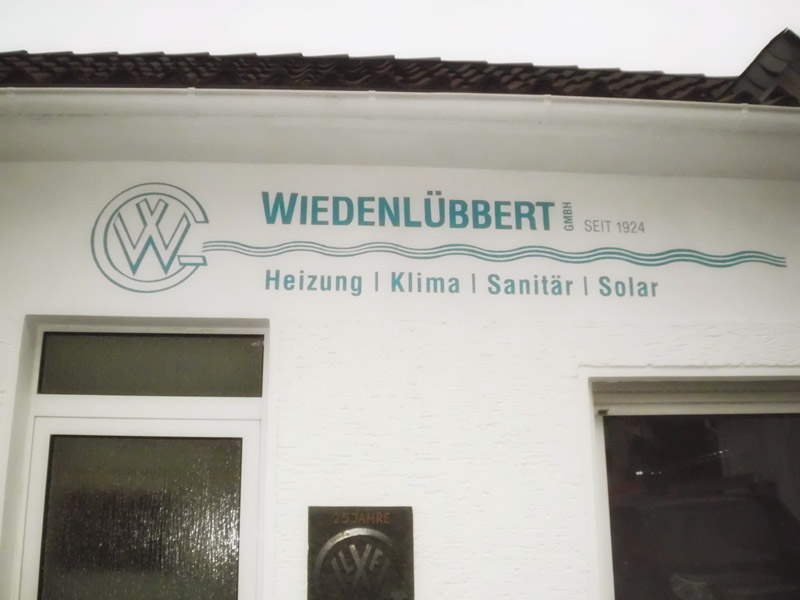 WIEDENLÜBBERT GMBH SEIT 1924
Heizung | Klima | Sanitär | Solar
25 JAHRE